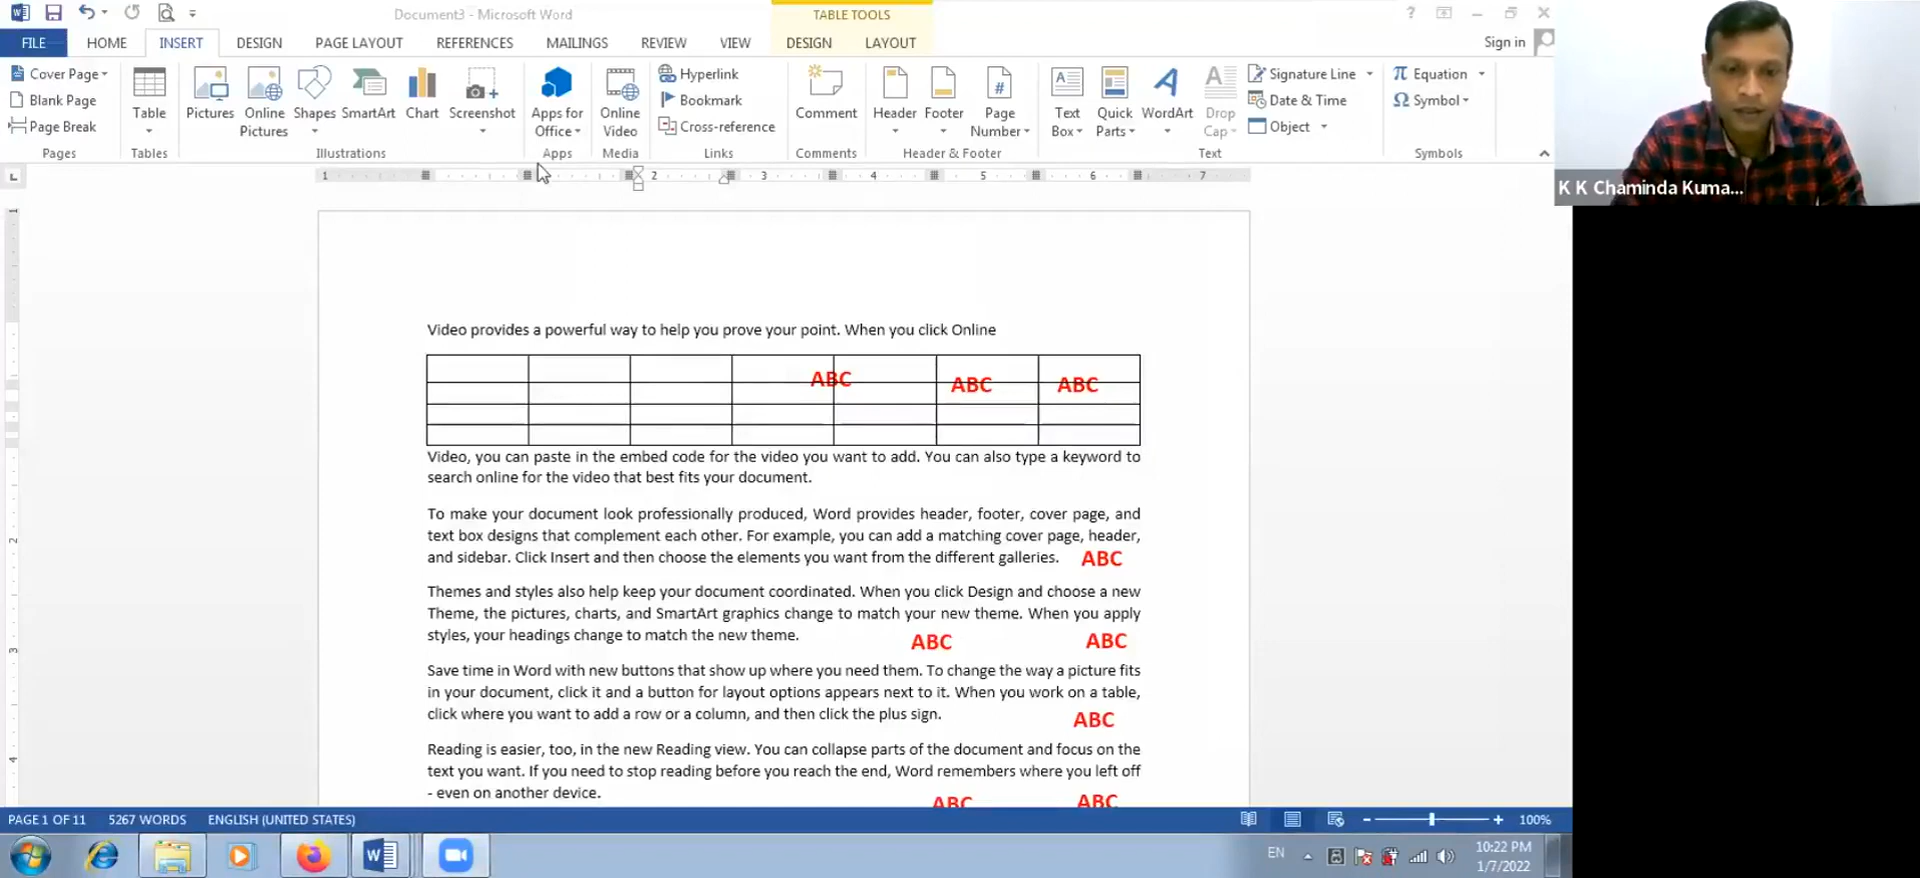 Document3 - Microsoft Word
TABLE TOOLS
?
FILE
HOME
INSERT
DESIGN
PAGE LAYOUT
REFERENCES
MAILINGS
REVIEW
VIEW
DESIGN
LAYOUT
Sign in
Cover Page
Blank Page
Page Break
Pages
Table
Tables
Pictures
Online
Pictures
Shapes
SmartArt
Chart
Screenshot
Illustrations
Apps for
Office
Apps
Online
Video
Media
Hyperlink
Bookmark
Cross-reference
Links
Comment
Comments
Header
Footer
Page
Number
Header & Footer
Text
Box
Quick
Parts
WordArt
Drop
Cap
Signature Line
Date & Time
Object
Text
Equation
Symbol
Symbols
K K Chaminda Kuma...
1 2 3 4 5 6 7
1
2
3
4
Video provides a powerful way to help you prove your point. When you click Online
ABC ABC ABC
Video, you can paste in the embed code for the video you want to add. You can also type a keyword to
search online for the video that best fits your document.
To make your document look professionally produced, Word provides header, footer, cover page, and
text box designs that complement each other. For example, you can add a matching cover page, header,
and sidebar. Click Insert and then choose the elements you want from the different galleries. ABC
Themes and styles also help keep your document coordinated. When you click Design and choose a new
Theme, the pictures, charts, and SmartArt graphics change to match your new theme. When you apply
styles, your headings change to match the new theme. ABC ABC
Save time in Word with new buttons that show up where you need them. To change the way a picture fits
in your document, click it and a button for layout options appears next to it. When you work on a table,
click where you want to add a row or a column, and then click the plus sign. ABC
Reading is easier, too, in the new Reading view. You can collapse parts of the document and focus on the
text you want. If you need to stop reading before you reach the end, Word remembers where you left off
- even on another device. ABC ABC
PAGE 1 OF 11
5267 WORDS
ENGLISH (UNITED STATES)
100%
EN
10:22 PM
1/7/2022